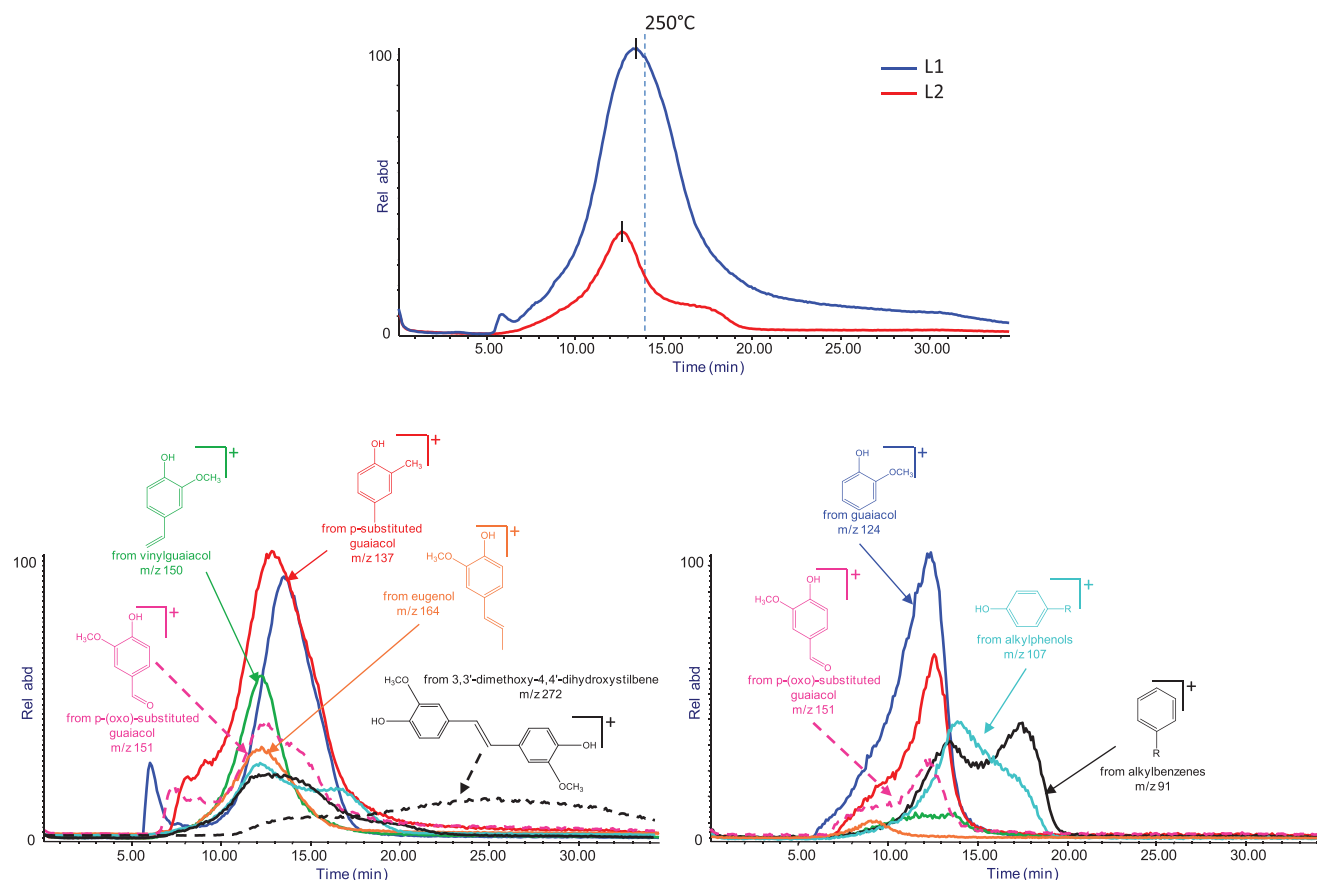 250°C
100
L1
L2
Rel abd
0
5.00 10.00 15.00 20.00 25.00 30.00
Time (min)
OH
OCH₃
+
from vinylguaiacol
m/z 150
OH
CH₃
+
from p-substituted
guaiacol
m/z 137
OH
H₃CO
+
from eugenol
m/z 164
OH
H₃CO
O
+
from p-(oxo)-substituted
guaiacol
m/z 151
from 3,3'-dimethoxy-4,4'-dihydroxystilbene
m/z 272
H₃CO
HO
OH
OCH₃
+
100
Rel abd
0
5.00 10.00 15.00 20.00 25.00 30.00
Time (min)
OH
OCH₃
+
from guaiacol
m/z 124
OH
H₃CO
O
+
from p-(oxo)-substituted
guaiacol
m/z 151
HO
R
+
from alkylphenols
m/z 107
R
+
from alkylbenzenes
m/z 91
100
Rel abd
0
5.00 10.00 15.00 20.00 25.00 30.00
Time (min)